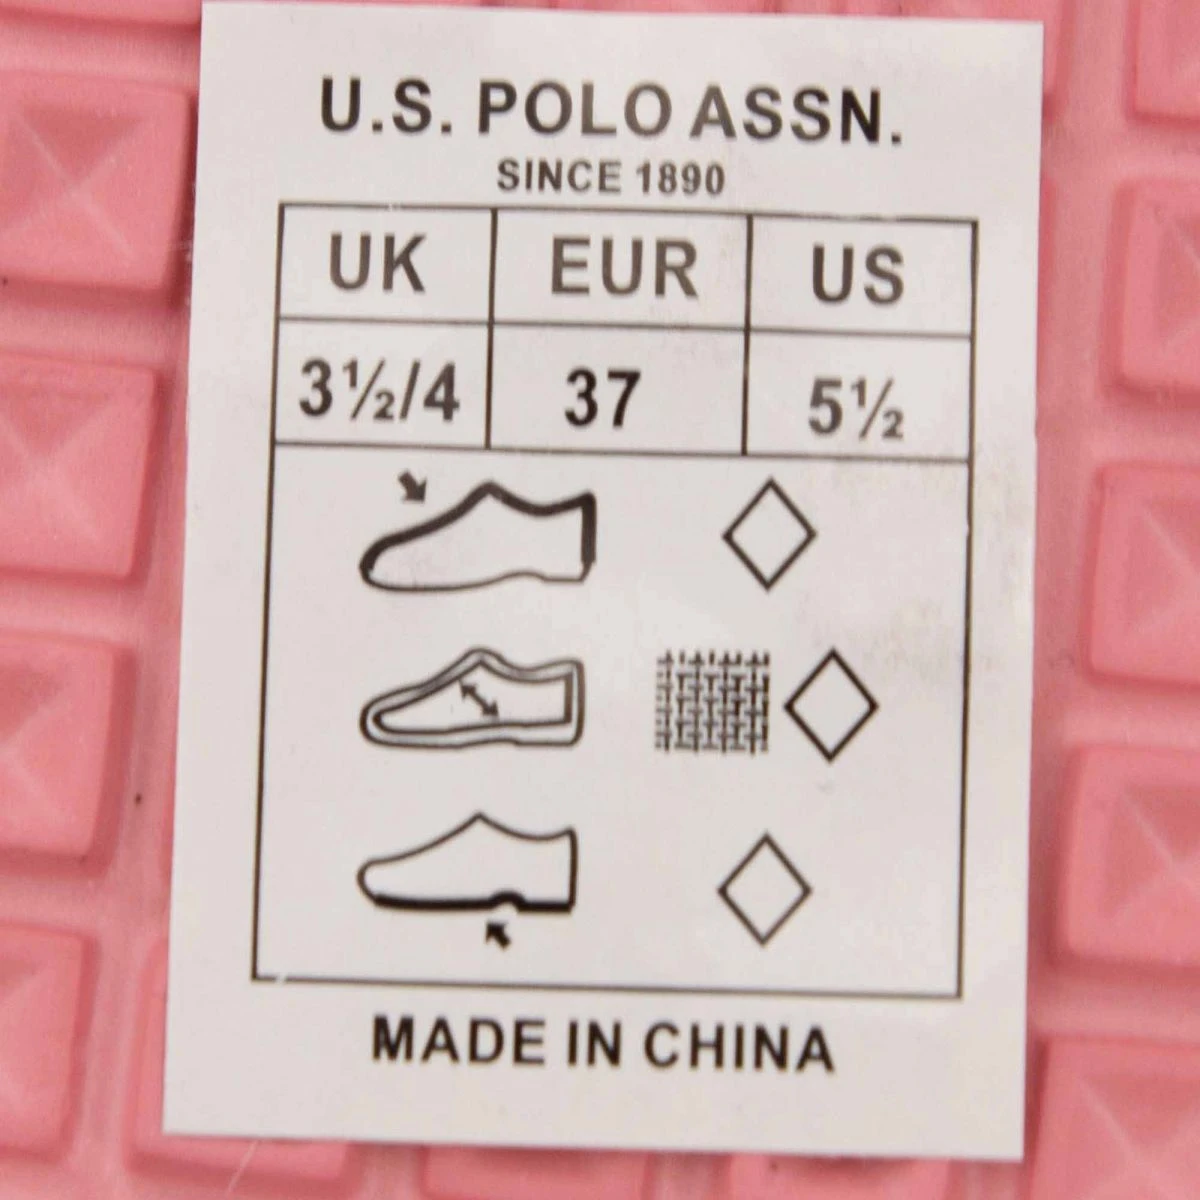 U.S. POLO ASSN.
SINCE 1890
UK EUR US
3½/4 37 5½
MADE IN CHINA